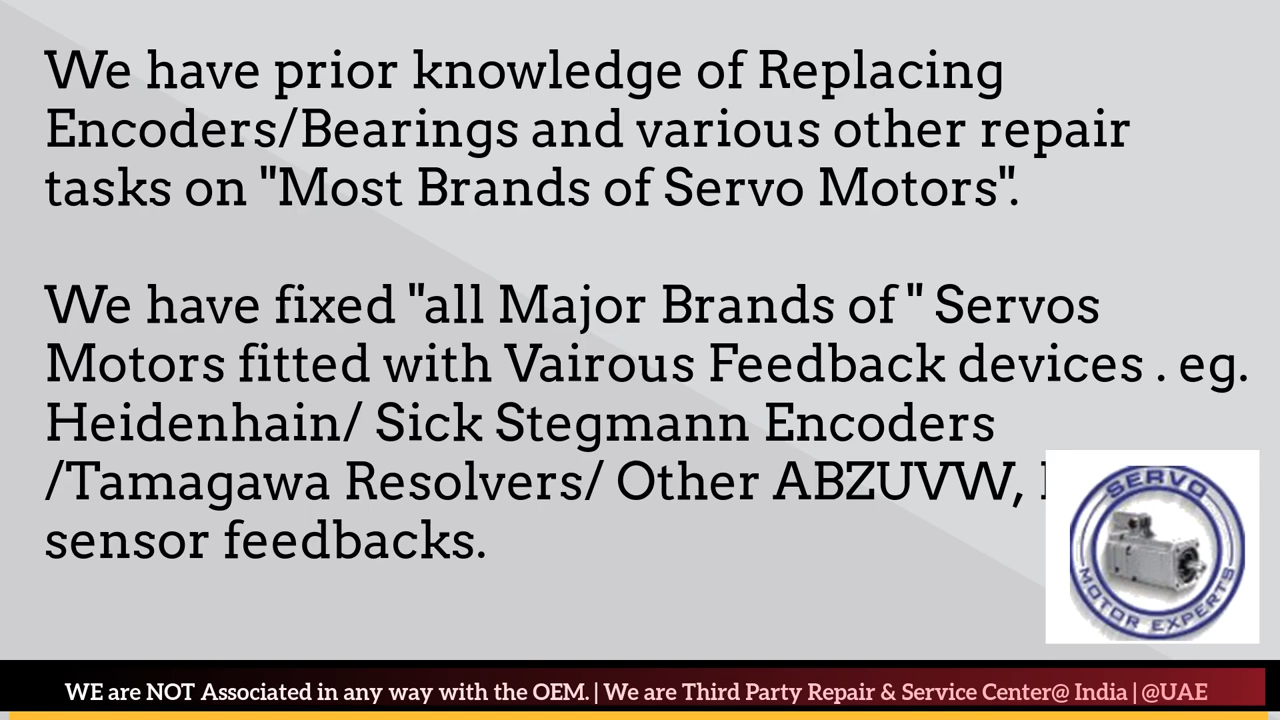 We have prior knowledge of Replacing
Encoders/Bearings and various other repair
tasks on "Most Brands of Servo Motors".
We have fixed "all Major Brands of " Servos
Motors fitted with Vairous Feedback devices . eg.
Heidenhain/ Sick Stegmann Encoders
/Tamagawa Resolvers/ Other ABZUVW,
sensor feedbacks.
SERVO
MOTOR EXPERTS
WE are NOT Associated in any way with the OEM. | We are Third Party Repair & Service Center@ India | @UAE